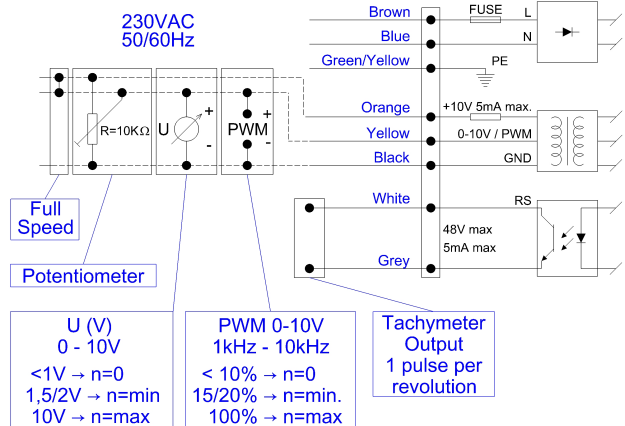 230VAC
50/60Hz
Brown
FUSE
L
Blue
N
Green/Yellow
PE
Orange
+10V 5mA max.
Yellow
0-10V / PWM
Black
GND
R=10KΩ
U
+
-
PWM
+
-
White
RS
48V max
5mA max
Grey
Full
Speed
Potentiometer
U (V)
0 - 10V
<1V → n=0
1,5/2V → n=min
10V → n=max
PWM 0-10V
1kHz - 10kHz
< 10% → n=0
15/20% → n=min.
100% → n=max
Tachymeter
Output
1 pulse per
revolution